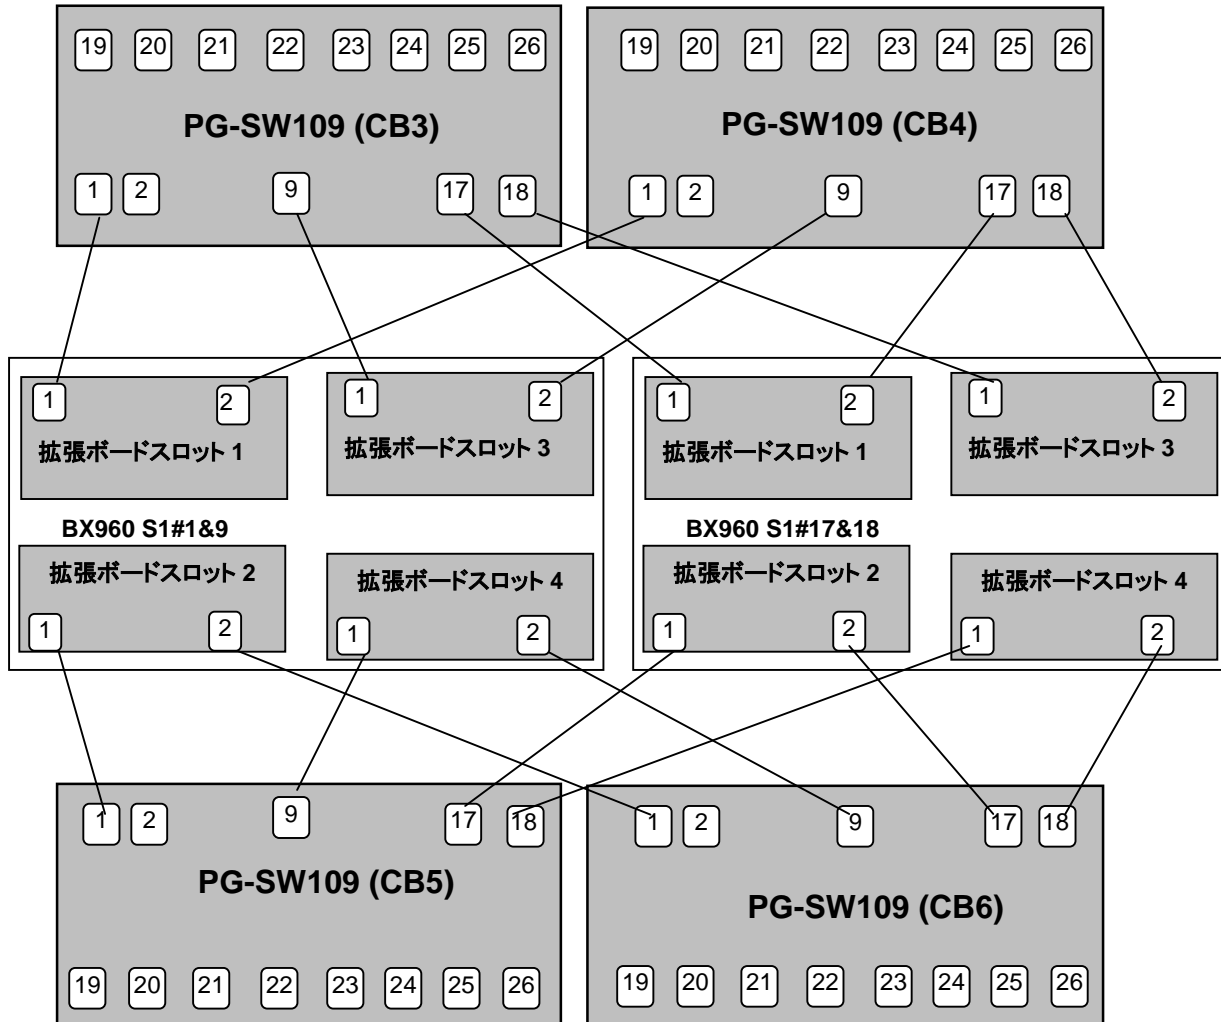 19 20 21 22 23 24 25 26
19 20 21 22 23 24 25 26
PG-SW109 (CB3)
PG-SW109 (CB4)
1 2 9 17 18
1 2 9 17 18
1 2
1 2
1 2
1 2
拡張ボードスロット 1
拡張ボードスロット 3
拡張ボードスロット 1
拡張ボードスロット 3
BX960 S1#1&9
BX960 S1#17&18
拡張ボードスロット 2
拡張ボードスロット 4
拡張ボードスロット 2
拡張ボードスロット 4
1 2
1 2
1 2
1 2
1 2 9 17 18
1 2 9 17 18
PG-SW109 (CB5)
PG-SW109 (CB6)
19 20 21 22 23 24 25 26
19 20 21 22 23 24 25 26